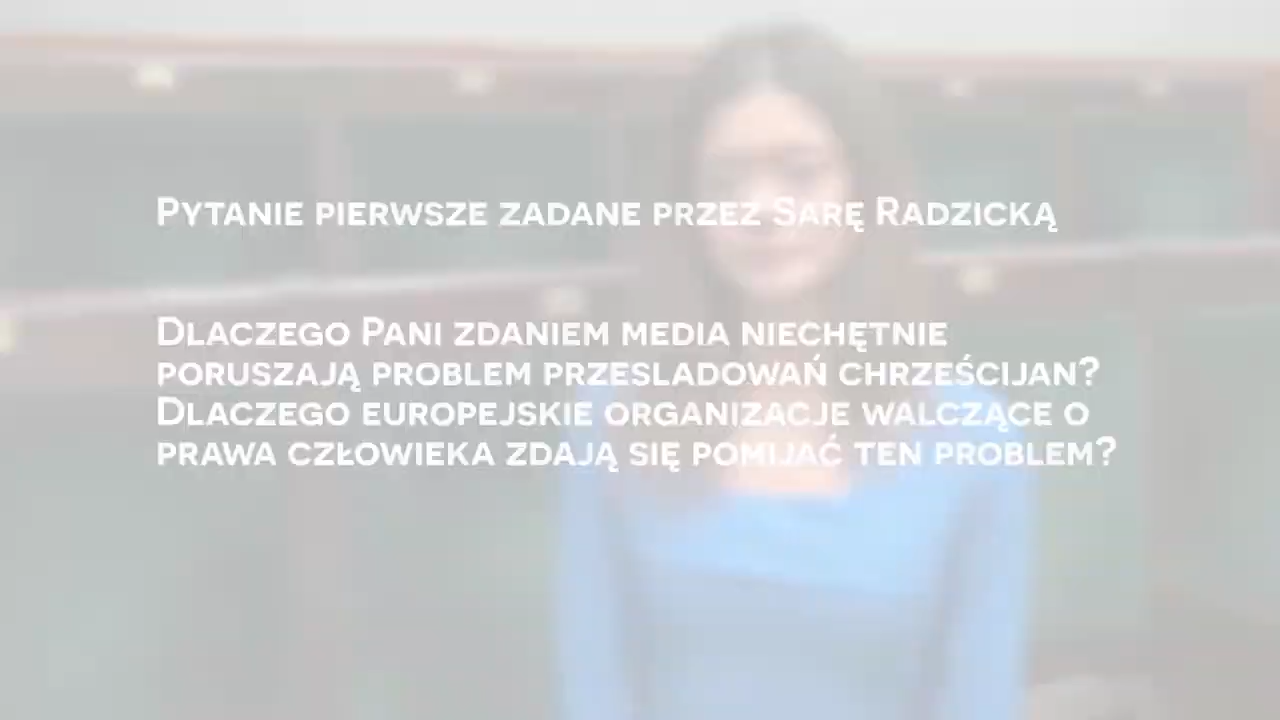 Pytanie pierwsze zadane przez Sarę Radzicką
Dlaczego Pani zdaniem media niechętnie
poruszają problem przesladowań chrześcijan?
Dlaczego europejskie organizacje walczące o
prawa człowieka zdają się pomijać ten problem?